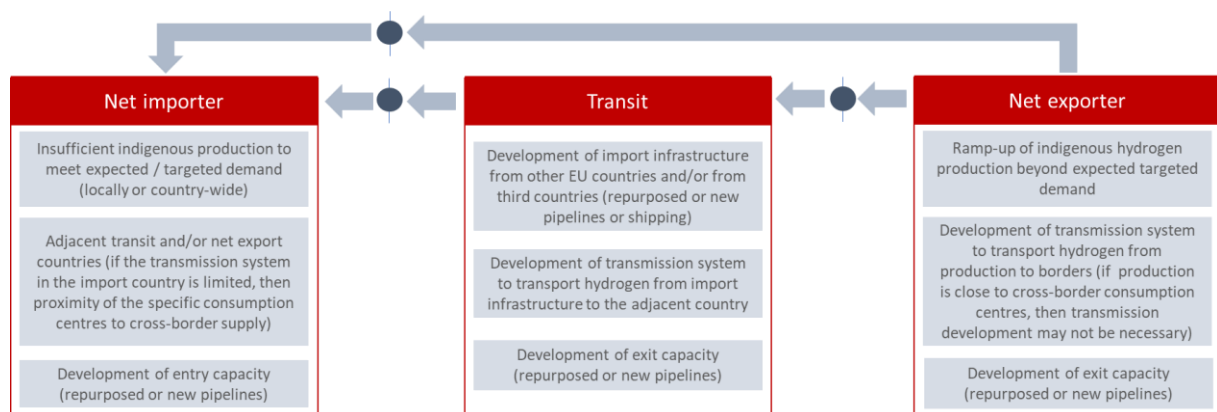 Net importer
Insufficient indigenous production to
meet expected / targeted demand
(locally or country-wide)
Adjacent transit and/or net export
countries (if the transmission system
in the import country is limited, then
proximity of the specific consumption
centres to cross-border supply)
Development of entry capacity
(repurposed or new pipelines)
Transit
Development of import infrastructure
from other EU countries and/or from
third countries (repurposed or new
pipelines or shipping)
Development of transmission system
to transport hydrogen from import
infrastructure to the adjacent country
Development of exit capacity
(repurposed or new pipelines)
Net exporter
Ramp-up of indigenous hydrogen
production beyond expected targeted
demand
Development of transmission system
to transport hydrogen from
production to borders (if production
is close to cross-border consumption
centres, then transmission
development may not be necessary)
Development of exit capacity
(repurposed or new pipelines)